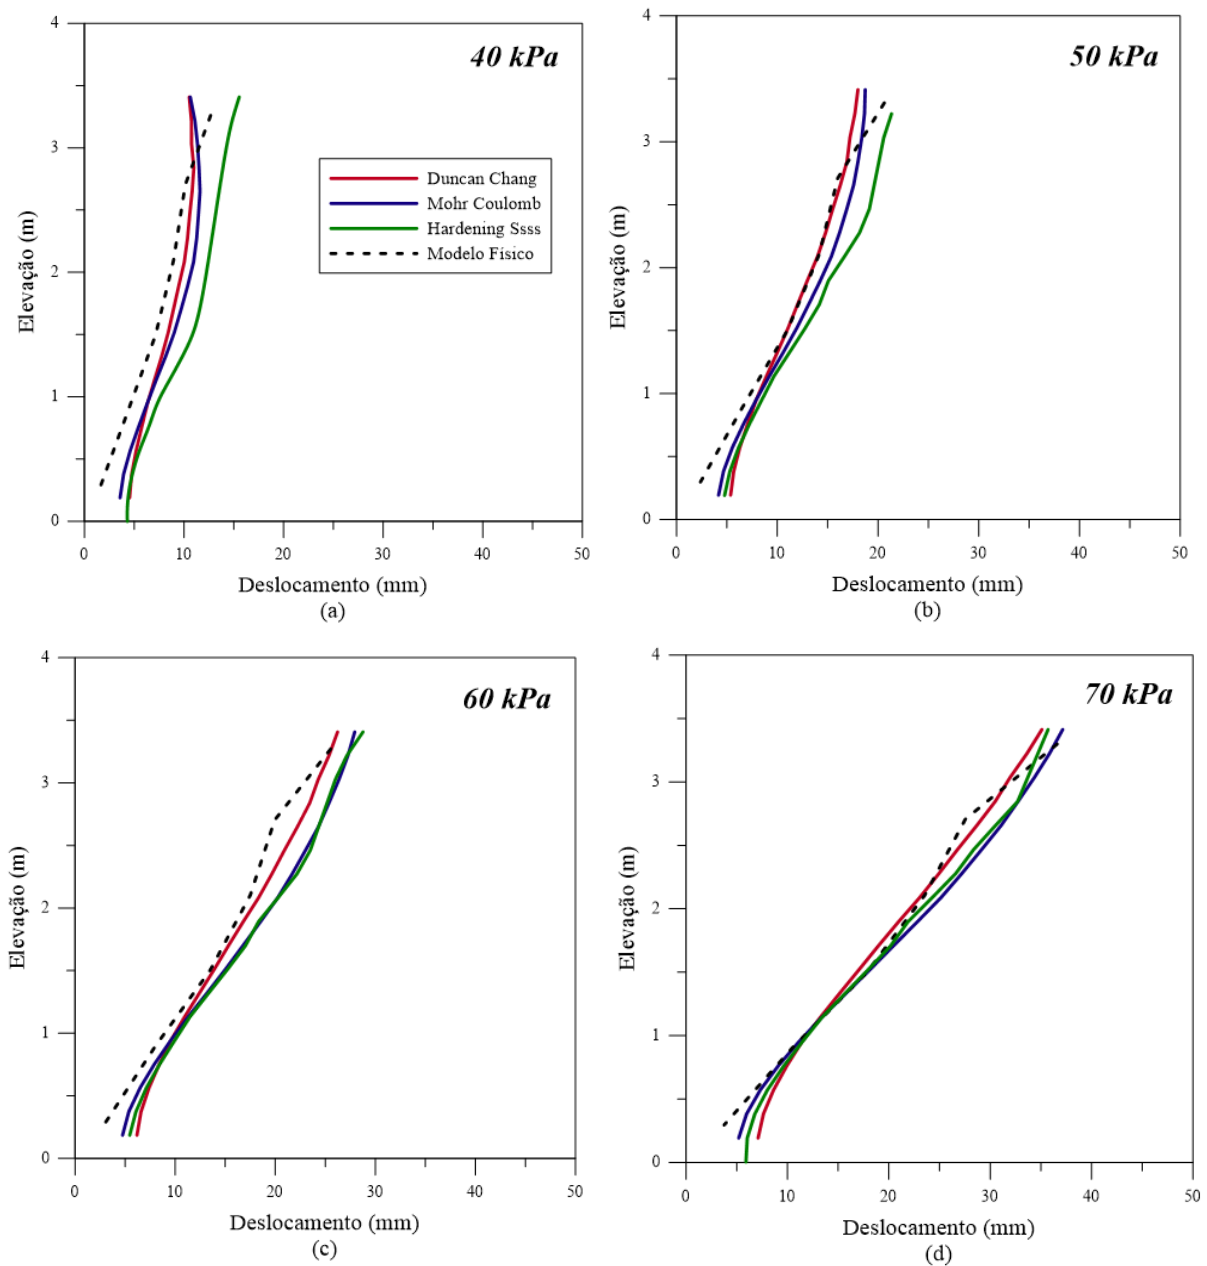 40 kPa
4
3
2
1
0
Elevação (m)
Duncan Chang
Mohr Coulomb
Hardening Ssss
Modelo Físico
0 10 20 30 40 50
Deslocamento (mm)
(a)
50 kPa
4
3
2
1
0
Elevação (m)
0 10 20 30 40 50
Deslocamento (mm)
(b)
60 kPa
4
3
2
1
0
Elevação (m)
0 10 20 30 40 50
Deslocamento (mm)
(c)
70 kPa
4
3
2
1
0
Elevação (m)
0 10 20 30 40 50
Deslocamento (mm)
(d)